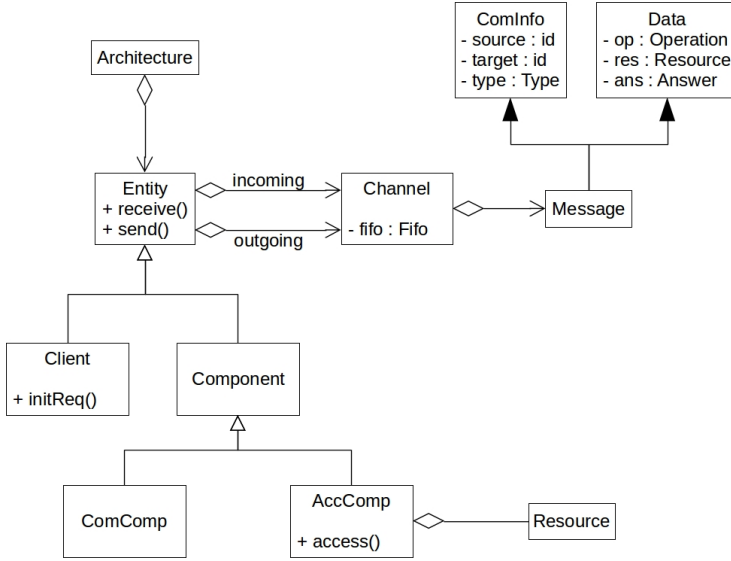 ComInfo
- source : id
- target : id
- type : Type
Data
- op : Operation
- res : Resource
- ans : Answer
Architecture
Entity
+ receive()
+ send()
incoming
outgoing
Channel
- fifo : Fifo
Message
Client
+ initReq()
Component
ComComp
AccComp
+ access()
Resource